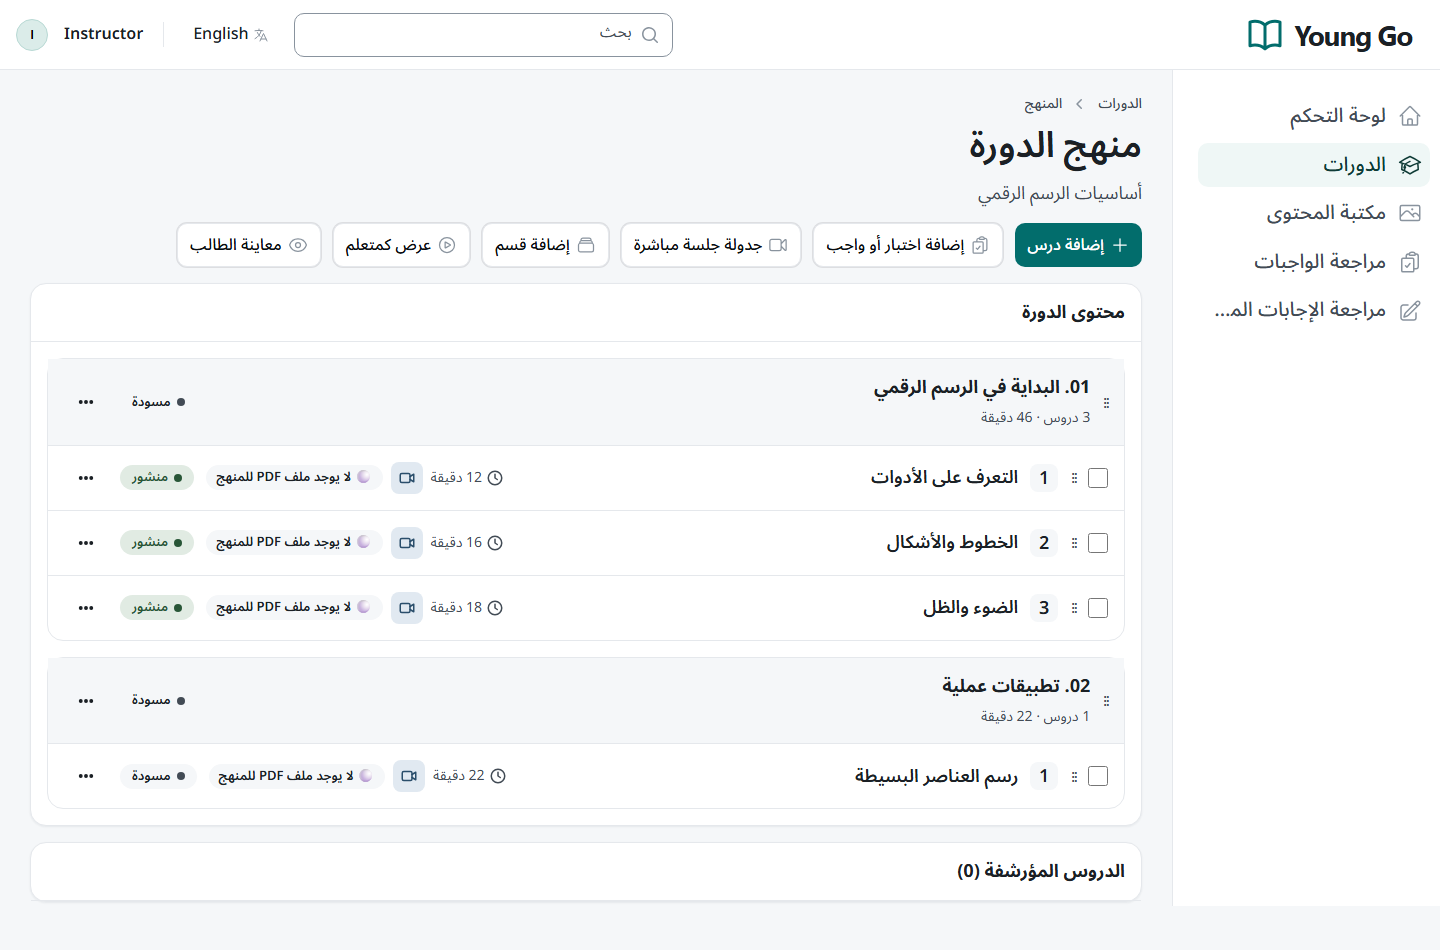 Young Go
بحث
English
Instructor
I
لوحة التحكم
الدورات
مكتبة المحتوى
مراجعة الواجبات
مراجعة الإجابات المـ...
الدورات
المنهج
منهج الدورة
أساسيات الرسم الرقمي
إضافة درس
إضافة اختبار أو واجب
جدولة جلسة مباشرة
إضافة قسم
عرض كمتعلم
معاينة الطالب
محتوى الدورة
01. البداية في الرسم الرقمي
3 دروس · 46 دقيقة
مسودة
1 التعرف على الأدوات 12 دقيقة لا يوجد ملف PDF للمنهج منشور
2 الخطوط والأشكال 16 دقيقة لا يوجد ملف PDF للمنهج منشور
3 الضوء والظل 18 دقيقة لا يوجد ملف PDF للمنهج منشور
02. تطبيقات عملية
1 دروس · 22 دقيقة
مسودة
1 رسم العناصر البسيطة 22 دقيقة لا يوجد ملف PDF للمنهج مسودة
الدروس المؤرشفة (0)